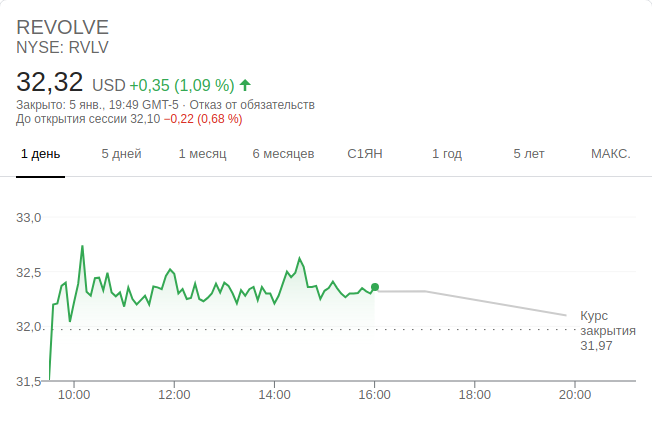 REVOLVE
NYSE: RVLV
32,32 USD +0,35 (1,09 %)
Закрыто: 5 янв., 19:49 GMT-5 · Отказ от обязательств
До открытия сессии 32,10 −0,22 (0,68 %)
1 день 5 дней 1 месяц 6 месяцев С1ЯН 1 год 5 лет МАКС.
33,0
32,5
32,0
31,5
Курс
закрытия
31,97
10:00 12:00 14:00 16:00 18:00 20:00